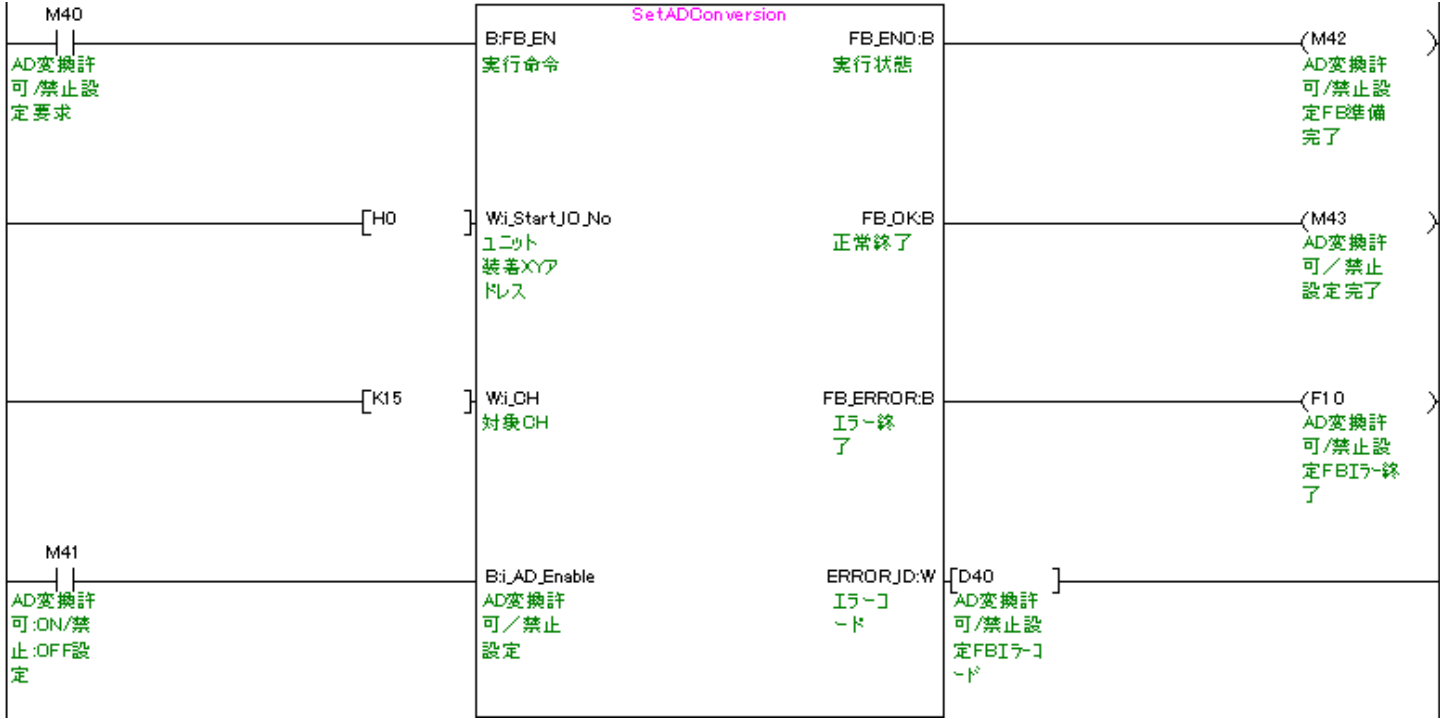 SetADConversion
M40
B:FB_EN
FB_ENO:B
(M42 )
AD変換許
可/禁止設
定要求
実行命令
実行状態
AD変換許
可/禁止設
定FB準備
完了
[H0 ]
W:i_Start_IO_No
FB_OK:B
(M43 )
ユニット
装着XYア
ドレス
正常終了
AD変換許
可/禁止
設定完了
[K15 ]
W:i_CH
FB_ERROR:B
(F10 )
対象CH
エラー終
了
AD変換許
可/禁止設
定FBエラー終
了
M41
B:i_AD_Enable
ERROR_ID:W
[D40 ]
AD変換許
可:ON/禁
止:OFF設
定
AD変換許
可/禁止
設定
エラーコ
ード
AD変換許
可/禁止設
定FBエラーコ
ード